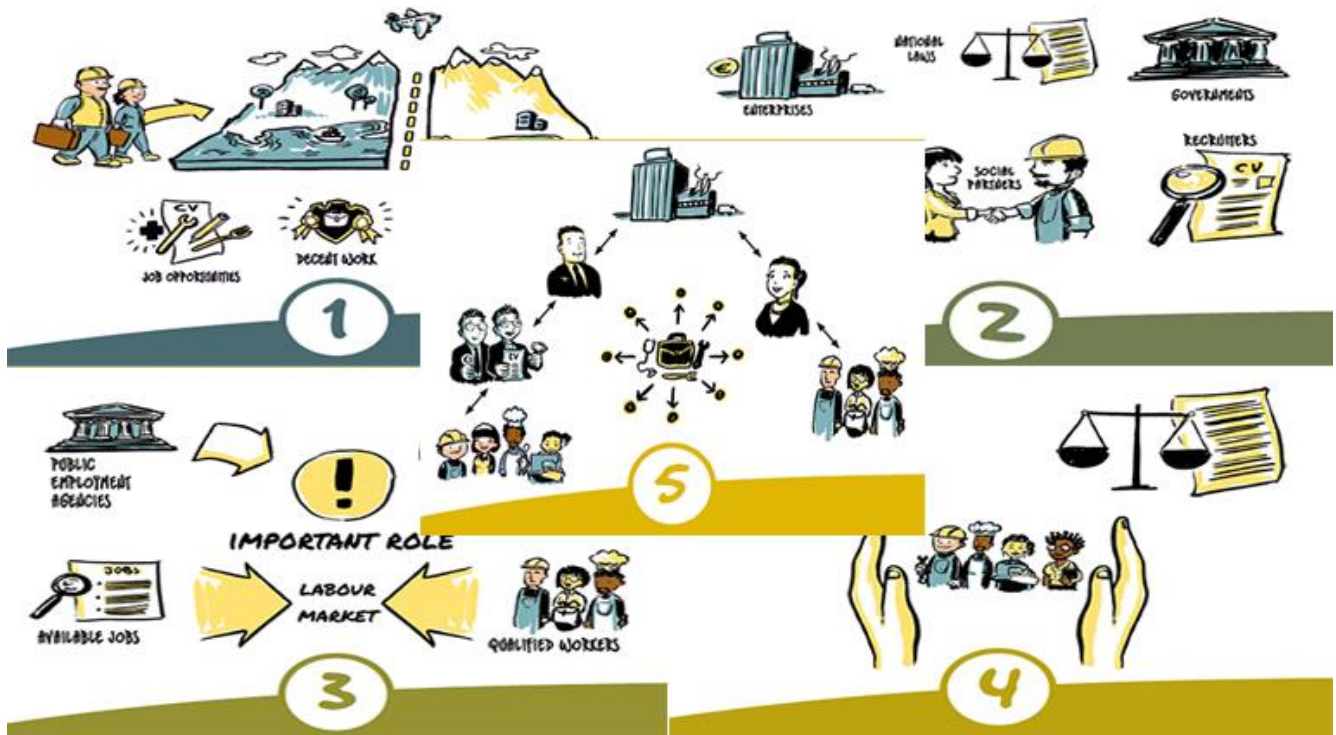 CV
JOB OPPORTUNITIES
DECENT WORK
1
€
ENTERPRISES
NATIONAL
LAWS
GOVERNMENTS
SOCIAL
PARTNERS
RECRUITERS
CV
2
PUBLIC
EMPLOYMENT
AGENCIES
!
IMPORTANT ROLE
JOBS
AVAILABLE JOBS
LABOUR
MARKET
QUALIFIED WORKERS
3
4
CV
5